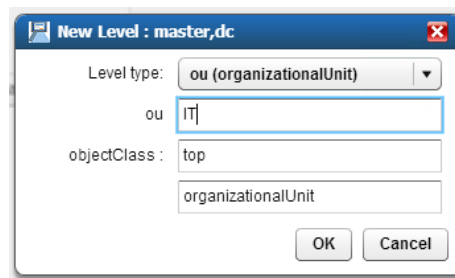 New Level : master,dc
Level type: ou (organizationalUnit)
ou IT
objectClass : top
organizationalUnit
OK Cancel